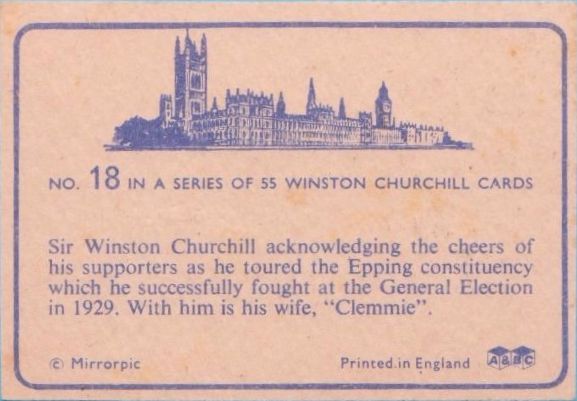 NO. 18 IN A SERIES OF 55 WINSTON CHURCHILL CARDS
Sir Winston Churchill acknowledging the cheers of
his supporters as he toured the Epping constituency
which he successfully fought at the General Election
in 1929. With him is his wife, “Clemmie”.
© Mirrorpic Printed in England A&BC